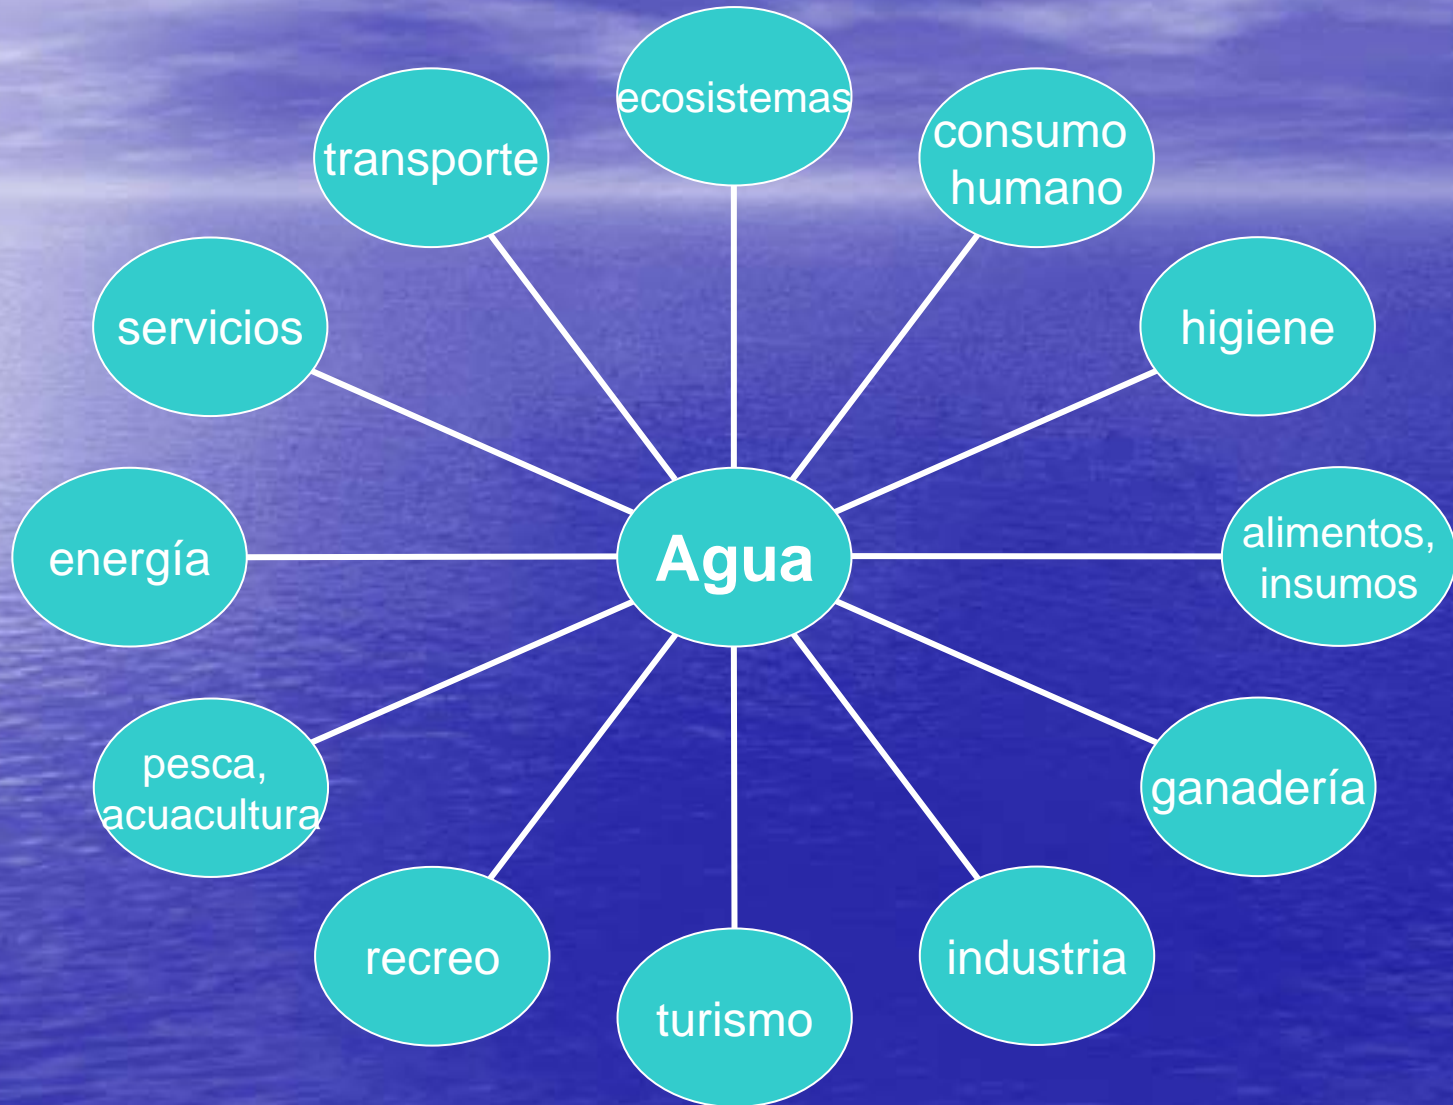 ecosistemas
consumo
humano
higiene
alimentos,
insumos
ganadería
industria
turismo
recreo
pesca,
acuacultura
energía
servicios
transporte
Agua